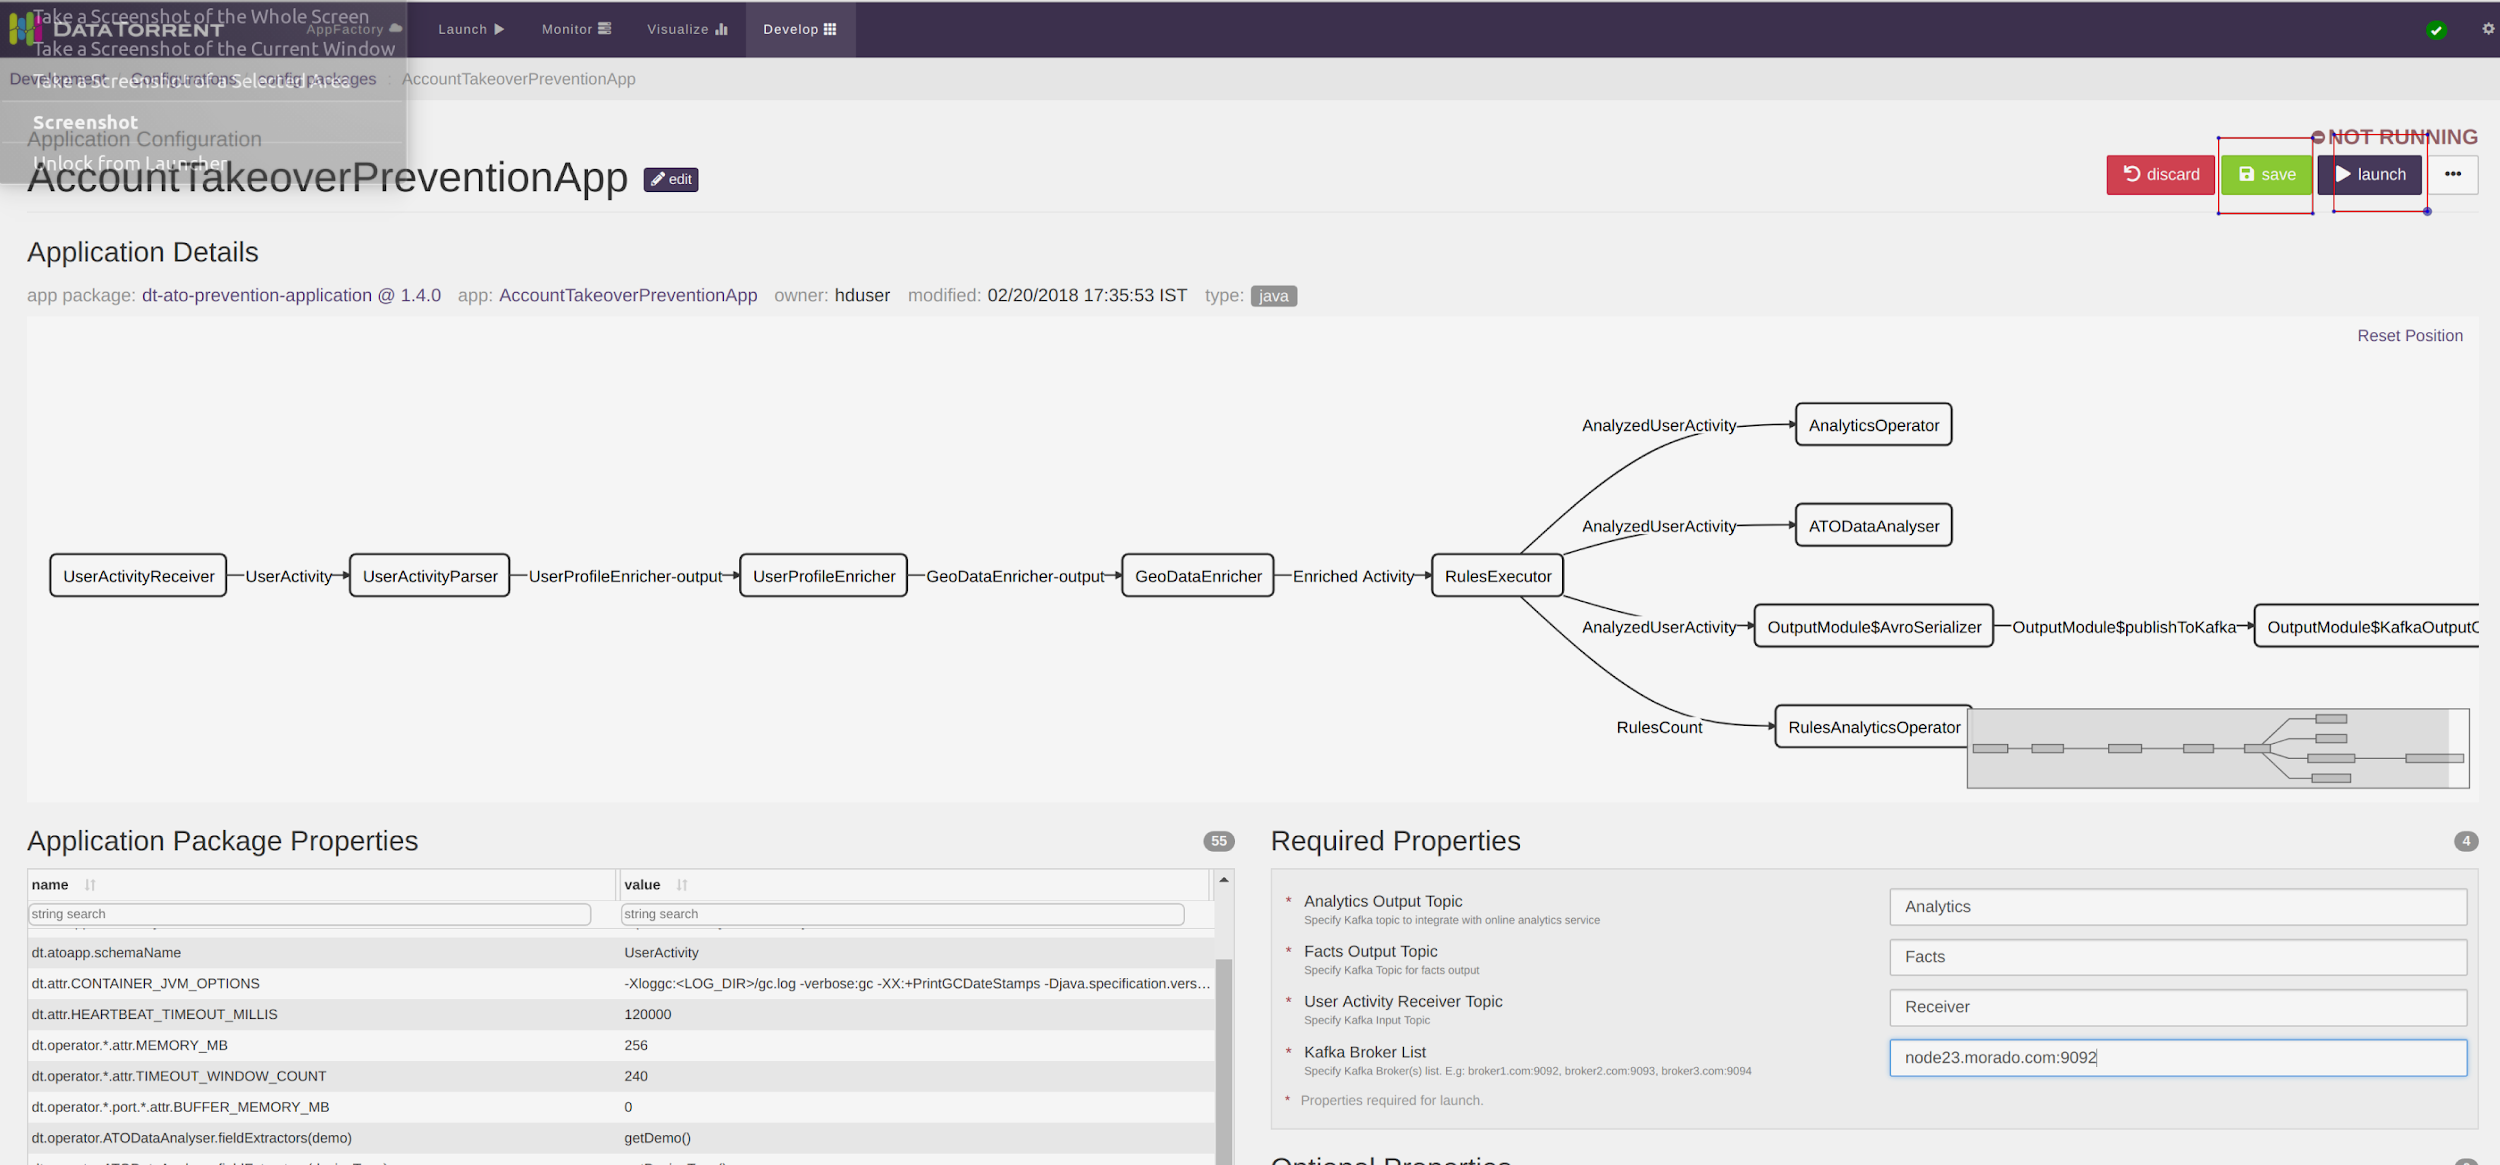 Take a Screenshot of the Whole Screen
DATATORRENT AppFactory Launch Monitor Visualize Develop
Take a Screenshot of the Current Window
Development Configurations config packages AccountTakeoverPreventionApp
Take a Screenshot of a Selected Area
Screenshot
Application Configuration
NOT RUNNING
Unlock from Launcher
AccountTakeoverPreventionApp edit
discard save launch •••
Application Details
app package: dt-ato-prevention-application @ 1.4.0 app: AccountTakeoverPreventionApp owner: hduser modified: 02/20/2018 17:35:53 IST type: java
Reset Position
AnalyzedUserActivity AnalyticsOperator
AnalyzedUserActivity ATODataAnalyser
UserActivityReceiver UserActivity UserActivityParser UserProfileEnricher-output UserProfileEnricher GeoDataEnricher-output GeoDataEnricher Enriched Activity RulesExecutor
AnalyzedUserActivity OutputModule$AvroSerializer OutputModule$publishToKafka OutputModule$KafkaOutputO
RulesCount RulesAnalyticsOperator
Application Package Properties 55
name value
string search string search
dt.atoapp.schemaName UserActivity
dt.attr.CONTAINER_JVM_OPTIONS -Xloggc:<LOG_DIR>/gc.log -verbose:gc -XX:+PrintGCDateStamps -Djava.specification.vers...
dt.attr.HEARTBEAT_TIMEOUT_MILLIS 120000
dt.operator.*.attr.MEMORY_MB 256
dt.operator.*.attr.TIMEOUT_WINDOW_COUNT 240
dt.operator.*.port.*.attr.BUFFER_MEMORY_MB 0
dt.operator.ATODataAnalyser.fieldExtractors(demo) getDemo()
Required Properties 4
* Analytics Output Topic Analytics
Specify Kafka topic to integrate with online analytics service
* Facts Output Topic Facts
Specify Kafka Topic for facts output
* User Activity Receiver Topic Receiver
Specify Kafka Input Topic
* Kafka Broker List node23.morado.com:9092
Specify Kafka Broker(s) list. E.g: broker1.com:9092, broker2.com:9093, broker3.com:9094
* Properties required for launch.
Optional Properties